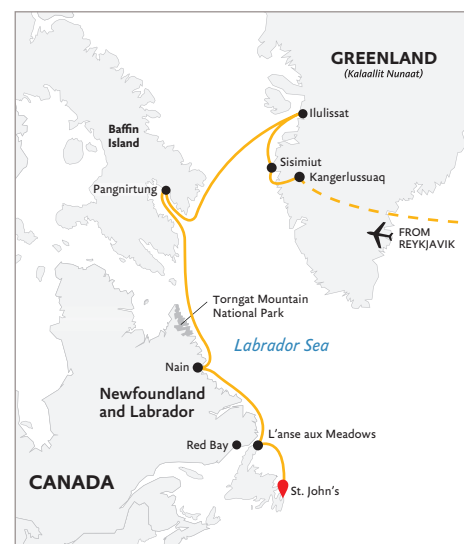 GREENLAND
(Kalaallit Nunaat)
Ilulissat
Baffin
Island
Sisimiut
Kangerlussuaq
Pangnirtung
FROM
REYKJAVIK
Torngat Mountain
National Park
Labrador Sea
Nain
Newfoundland
and Labrador
L'anse aux Meadows
Red Bay
CANADA
St. John's